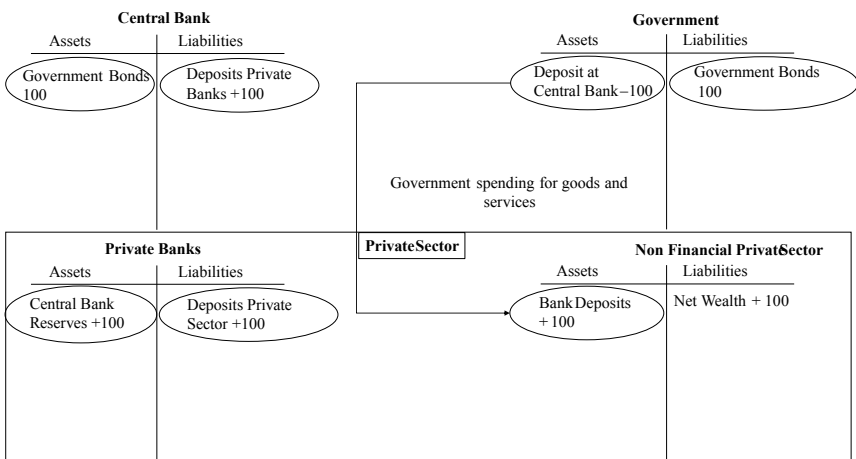 Central Bank
Assets
Liabilities
Government Bonds
100
Deposits Private
Banks +100
Government
Assets
Liabilities
Deposit at
Central Bank–100
Government Bonds
100
Government spending for goods and
services
PrivateSector
Private Banks
Assets
Liabilities
Central Bank
Reserves +100
Deposits Private
Sector +100
Non Financial PrivateSector
Assets
Liabilities
Bank Deposits
+ 100
Net Wealth + 100